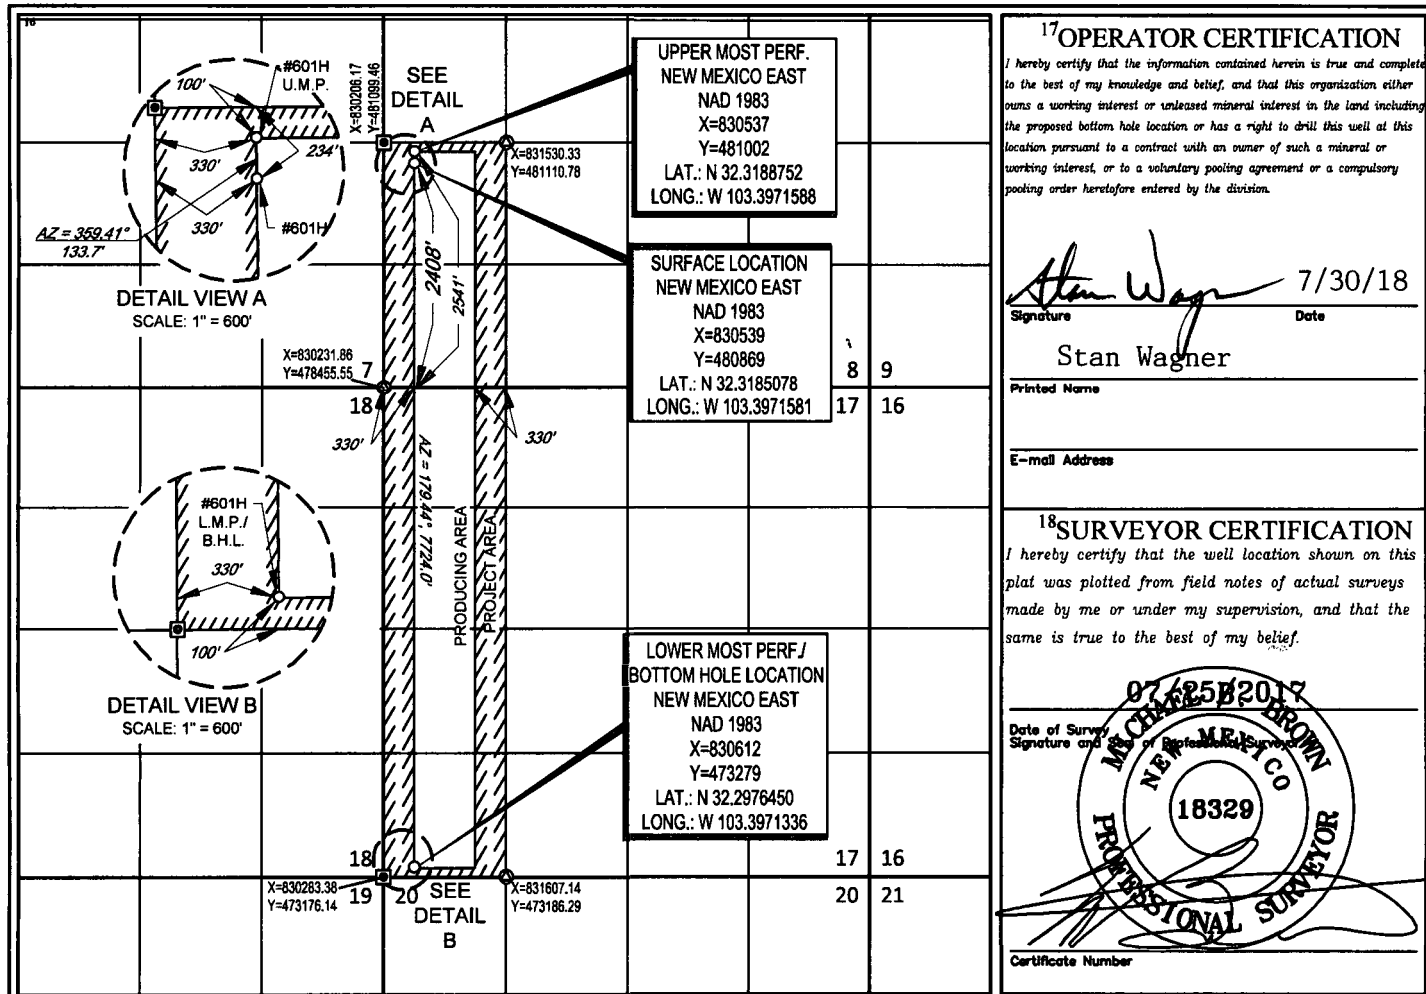 16
#601H
U.M.P.
100'
330'
234'
330'
#601H
AZ = 359.41°
133.7'
DETAIL VIEW A
SCALE: 1" = 600'
X=830206.17
Y=481099.46
SEE
DETAIL
A
X=831530.33
Y=481110.78
UPPER MOST PERF.
NEW MEXICO EAST
NAD 1983
X=830537
Y=481002
LAT.: N 32.3188752
LONG.: W 103.3971588
SURFACE LOCATION
NEW MEXICO EAST
NAD 1983
X=830539
Y=480869
LAT.: N 32.3185078
LONG.: W 103.3971581
2408'
2541'
X=830231.86
Y=478455.55
7
18
8 9
17 16
330'
330'
AZ = 179.44°, 7724.0'
PRODUCING AREA
PROJECT AREA
#601H
L.M.P./
B.H.L.
330'
100'
DETAIL VIEW B
SCALE: 1" = 600'
LOWER MOST PERF./
BOTTOM HOLE LOCATION
NEW MEXICO EAST
NAD 1983
X=830612
Y=473279
LAT.: N 32.2976450
LONG.: W 103.3971336
18
19 20
17 16
20 21
X=830283.38
Y=473176.14
SEE
DETAIL
B
X=831607.14
Y=473186.29
17 OPERATOR CERTIFICATION
I hereby certify that the information contained herein is true and complete
to the best of my knowledge and belief, and that this organization either
owns a working interest or unleased mineral interest in the land including
the proposed bottom hole location or has a right to drill this well at this
location pursuant to a contract with an owner of such a mineral or
working interest, or to a voluntary pooling agreement or a compulsory
pooling order heretofore entered by the division.
Stan Wagner 7/30/18
Signature Date
Stan Wagner
Printed Name
E-mail Address
18 SURVEYOR CERTIFICATION
I hereby certify that the well location shown on this
plat was plotted from field notes of actual surveys
made by me or under my supervision, and that the
same is true to the best of my belief.
07/25/2017
Date of Survey
Signature and Seal of Professional Surveyor
MICHAEL BROWN
NEW MEXICO
18329
PROFESSIONAL SURVEYOR
Certificate Number